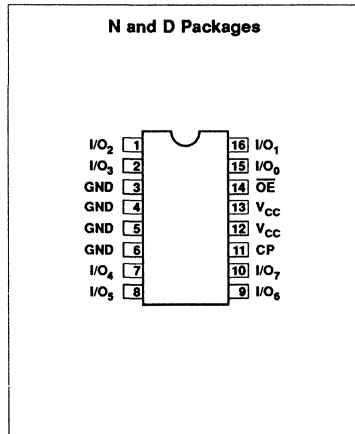 N and D Packages
I/O2 1 16 I/O1
I/O3 2 15 I/O0
GND 3 14 OE
GND 4 13 VCC
GND 5 12 VCC
GND 6 11 CP
I/O4 7 10 I/O7
I/O5 8 9 I/O6